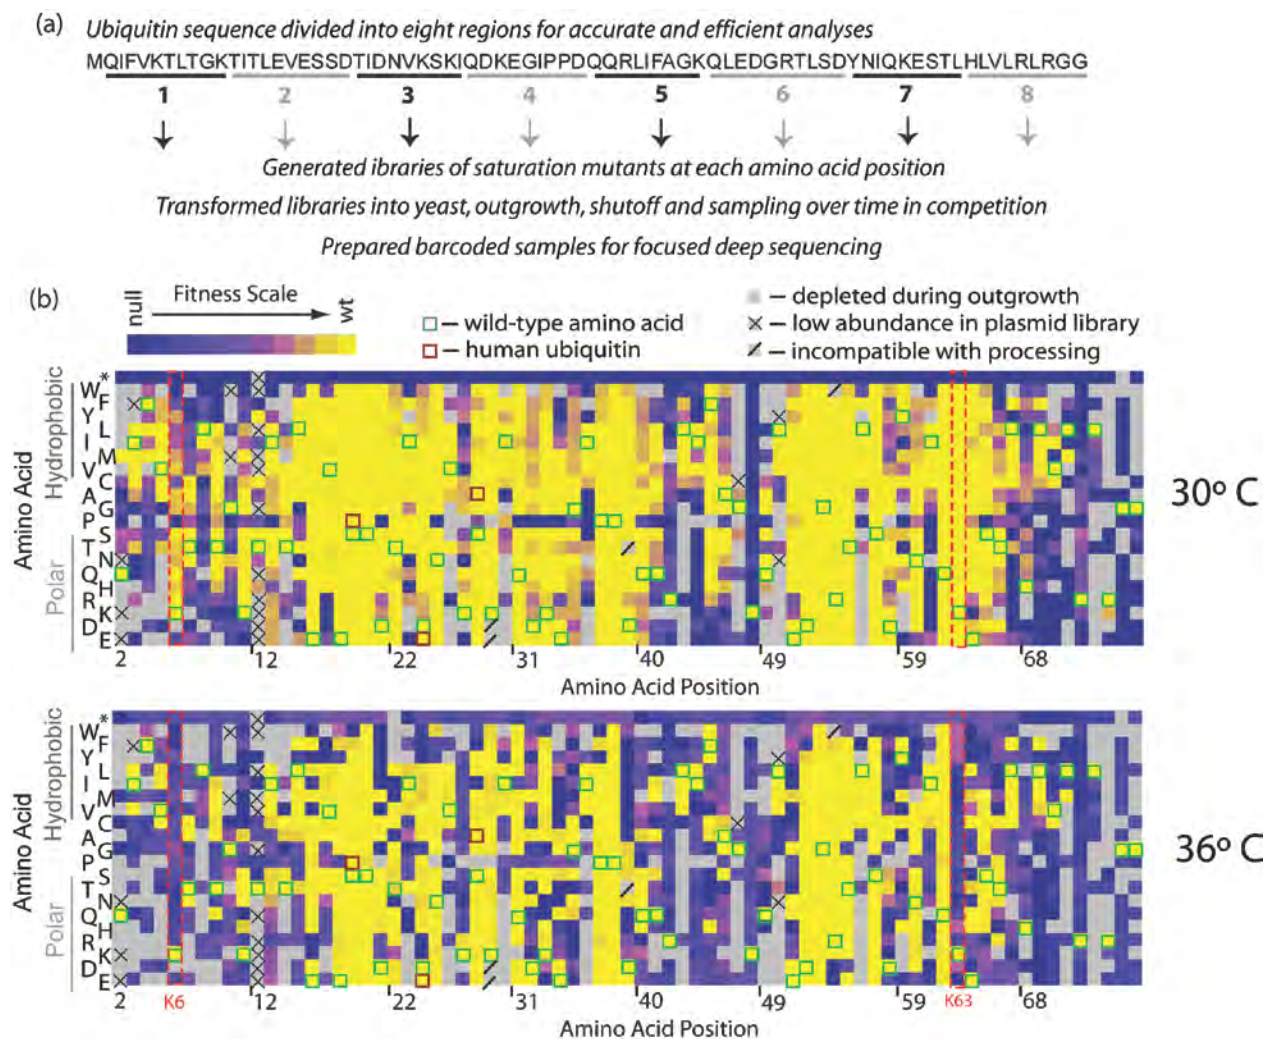 (a) Ubiquitin sequence divided into eight regions for accurate and efficient analyses
MQIFVKTLTGKTITLEVESSDTIDNVKSKIQDKEGIPPDQQRLIFAGKQLEDGRTLSDYNIQKESTLHLVLRLRGG
1 2 3 4 5 6 7 8
Generated ibraries of saturation mutants at each amino acid position
Transformed libraries into yeast, outgrowth, shutoff and sampling over time in competition
Prepared barcoded samples for focused deep sequencing
(b) null Fitness Scale wt
– wild-type amino acid
– human ubiquitin
– depleted during outgrowth
– low abundance in plasmid library
– incompatible with processing
Amino Acid
Hydrophobic
Polar
*
W
F
Y
L
I
M
V
C
A
G
P
S
T
N
Q
H
R
K
D
E
30º C
2 12 22 31 40 49 59 68
Amino Acid Position
Amino Acid
Hydrophobic
Polar
*
W
F
Y
L
I
M
V
C
A
G
P
S
T
N
Q
H
R
K
D
E
36º C
2 K6 12 22 31 40 49 59 K63 68
Amino Acid Position